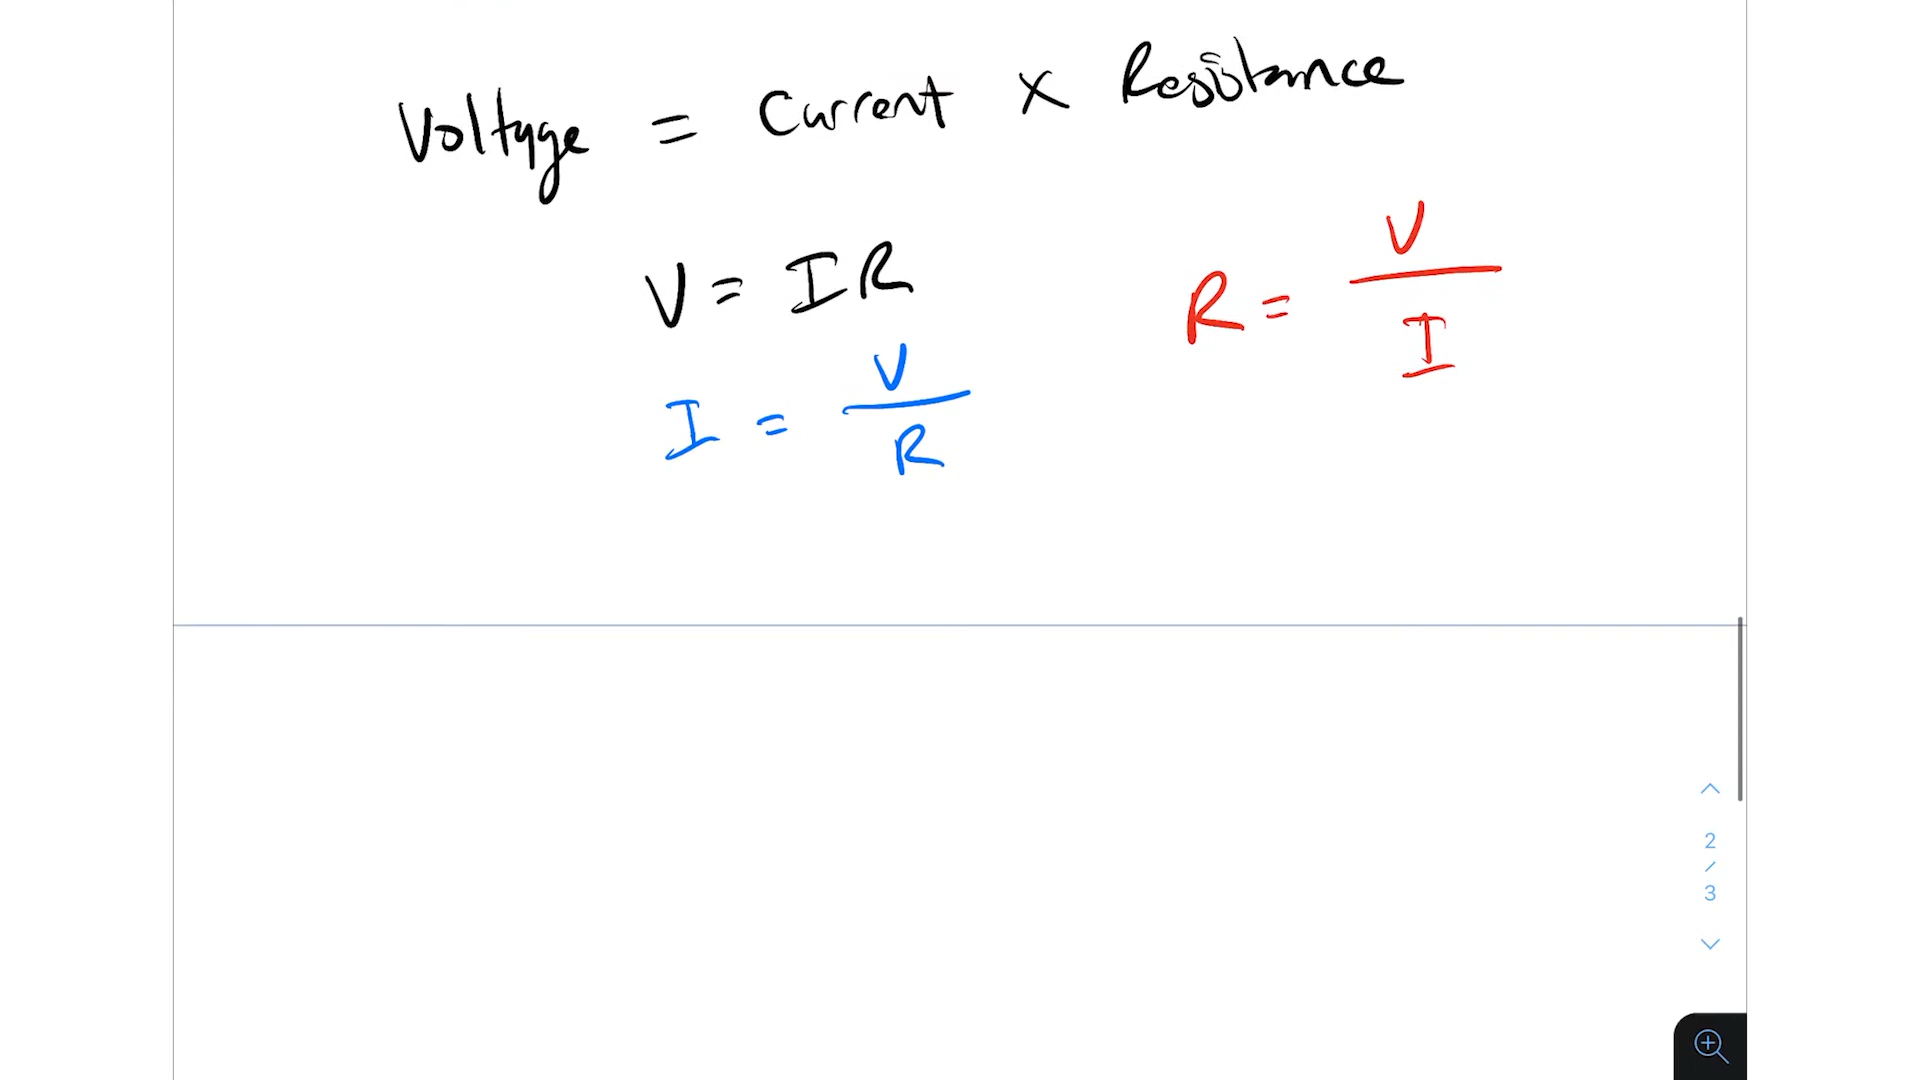 Voltage = Current x Resistance
V = IR
R = V / I
I = V / R
2 / 3